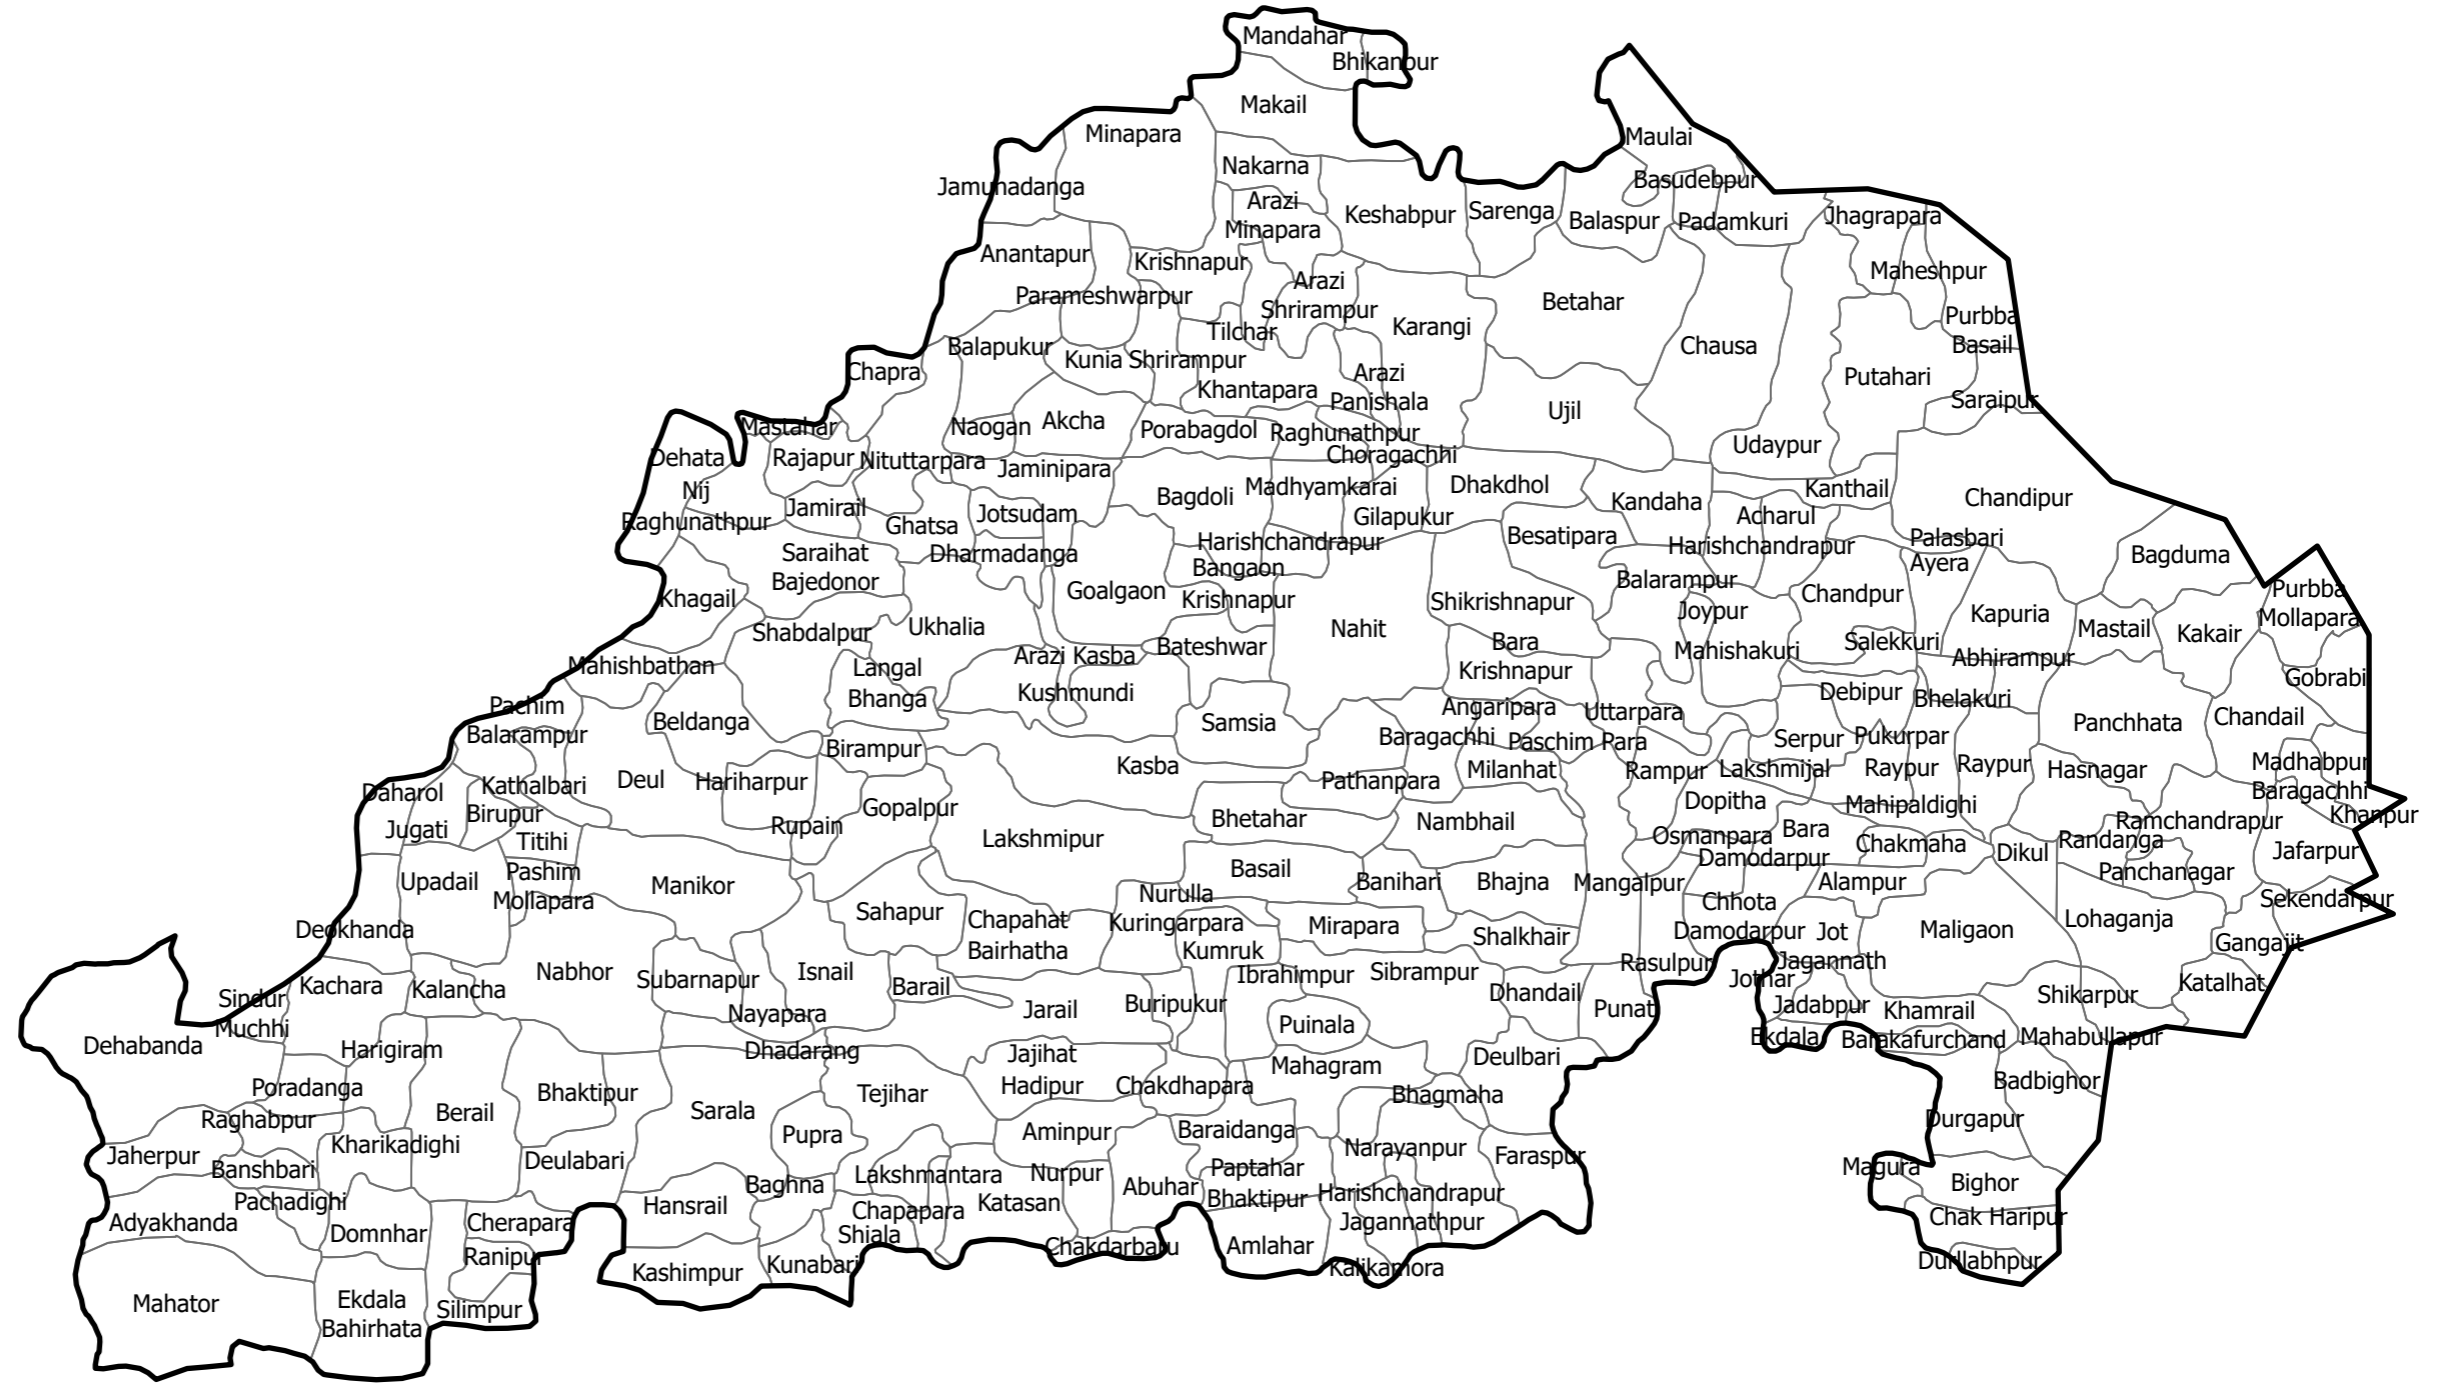 Mandahar
Bhikanpur
Makail
Minapara
Maulai
Nakarna
Basudebpur
Jamunadanga
Arazi
Minapara
Keshabpur
Sarenga
Balaspur
Padamkuri
Jhagrapara
Anantapur
Krishnapur
Maheshpur
Arazi
Shrirampur
Parameshwarpur
Betahar
Purbba
Basail
Karangi
Tilchar
Balapukur
Kunia
Shrirampur
Chausa
Chapra
Arazi
Panishala
Putahari
Khantapara
Saraipur
Ujil
Akcha
Naogan
Mastahar
Porabagdol
Raghunathpur
Udaypur
Choragachhi
Dehata
Rajapur
Nituttarpara
Jaminipara
Madhyamkarai
Dhakdhol
Kanthail
Nij
Raghunathpur
Bagdoli
Kandaha
Chandipur
Jamirail
Jotsudam
Gilapukur
Acharul
Ghatsa
Besatipara
Palasbari
Harishchandrapur
Harishchandrapur
Saraihat
Bajedonor
Dharmadanga
Bagduma
Bangaon
Ayera
Balarampur
Goalgaon
Chandpur
Purbba
Mollapara
Khagail
Krishnapur
Shikrishnapur
Joypur
Kapuria
Shabdalpur
Ukhalia
Nahit
Mastail
Kakair
Bateshwar
Bara
Krishnapur
Salekkuri
Mahishakuri
Arazi Kasba
Abhirampur
Mahishbathan
Langal
Bhanga
Gobrabi
Kushmundi
Debipur
Bhelakuri
Pachim
Balarampur
Angaripara
Uttarpara
Beldanga
Samsia
Panchhata
Chandail
Baragachhi
Paschim Para
Serpur
Pukurpar
Birampur
Kasba
Madhabpur
Deul
Hariharpur
Pathanpara
Milanhat
Rampur
Lakshmijal
Raypur
Raypur
Hasnagar
Kathalbari
Daharol
Baragachhi
Dopitha
Mahipaldighi
Gopalpur
Birupur
Khanpur
Jugati
Rupain
Bhetahar
Nambhail
Ramchandrapur
Titihi
Lakshmipur
Osmanpara
Bara
Damodarpur
Chakmaha
Randanga
Dikul
Jafarpur
Pashim
Mollapara
Basail
Panchanagar
Upadail
Manikor
Banihari
Bhajna
Mangalpur
Alampur
Nurulla
Kuringarpara
Chhota
Damodarpur
Sekendarpur
Sahapur
Chapahat
Bairhatha
Mirapara
Lohaganja
Deokhanda
Shalkhair
Jot
Jagannath
Maligaon
Gangajit
Kumruk
Nabhor
Subarnapur
Isnail
Ibrahimpur
Sibrampur
Rasulpur
Jothar
Katalhat
Kachara
Kalancha
Barail
Dhandail
Shikarpur
Sindur
Muchhi
Buripukur
Jarail
Punat
Jadabpur
Khamrail
Nayapara
Puinala
Ekdala
Barakafurchand
Mahabullapur
Dehabanda
Harigiram
Dhadarang
Jajihat
Hadipur
Deulbari
Mahagram
Badbighor
Poradanga
Bhaktipur
Tejihar
Chakdhapara
Bhagmaha
Berail
Sarala
Raghabpur
Durgapur
Aminpur
Baraidanga
Pupra
Kharikadighi
Narayanpur
Jaherpur
Deulabari
Faraspur
Banshbari
Paptahar
Magura
Lakshmantara
Nurpur
Baghna
Abuhar
Bighor
Pachadighi
Hansrail
Katasan
Bhaktipur
Harishchandrapur
Chapapara
Chak Haripur
Adyakhanda
Cherapara
Jagannathpur
Domnhar
Shiala
Chakdarbaru
Amlahar
Ranipur
Durllabhpur
Kashimpur
Kunabari
Kalikamora
Mahator
Ekdala
Bahirhata
Silimpur